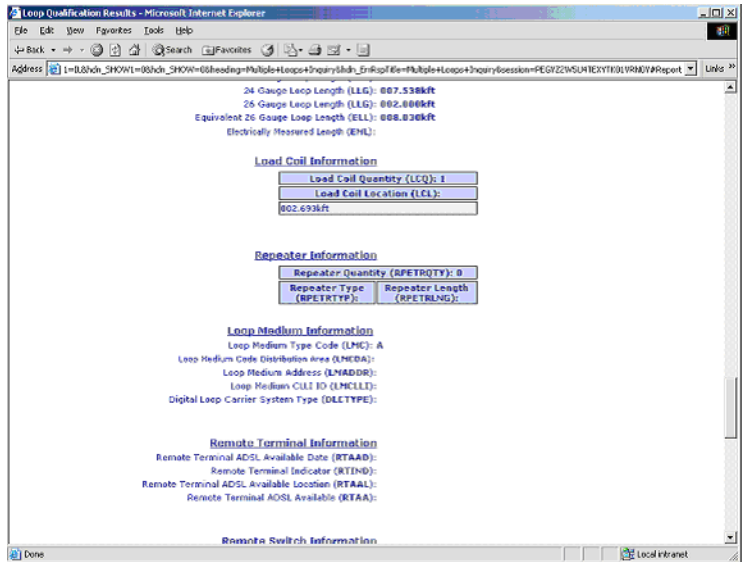 Loop Qualification Results - Microsoft Internet Explorer
File Edit View Favorites Tools Help
Back Search Favorites
Address Links »
24 Gauge Loop Length (LLG): 007.538kft
26 Gauge Loop Length (LLG): 002.000kft
Equivalent 26 Gauge Loop Length (ELL): 008.030kft
Electrically Measured Length (EML):
Load Coil Information
Load Coil Quantity (LCQ): 1
Load Coil Location (LCL):
002.693kft
Repeater Information
Repeater Quantity (RPETRQTY): 0
Repeater Type (RPETRTYP): Repeater Length (RPETRLNG):
Loop Medium Information
Loop Medium Type Code (LMC): A
Loop Medium Code Distribution Area (LMCDA):
Loop Medium Address (LMADDR):
Loop Medium CLLI ID (LMCLLI):
Digital Loop Carrier System Type (DLCTYPE):
Remote Terminal Information
Remote Terminal ADSL Available Date (RTAAD):
Remote Terminal Indicator (RTIND):
Remote Terminal ADSL Available Location (RTAAL):
Remote Terminal ADSL Available (RTAA):
Remote Switch Information
Done Local intranet